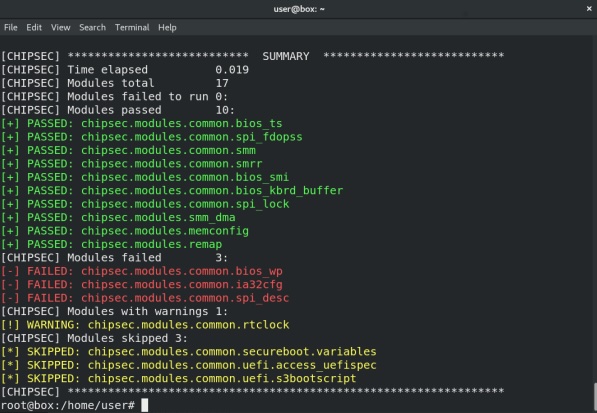 user@box: ~
File Edit View Search Terminal Help
[CHIPSEC] *************************** SUMMARY ***************************
[CHIPSEC] Time elapsed 0.019
[CHIPSEC] Modules total 17
[CHIPSEC] Modules failed to run 0:
[CHIPSEC] Modules passed 10:
[+] PASSED: chipsec.modules.common.bios_ts
[+] PASSED: chipsec.modules.common.spi_fdopss
[+] PASSED: chipsec.modules.common.smm
[+] PASSED: chipsec.modules.common.smrr
[+] PASSED: chipsec.modules.common.bios_smi
[+] PASSED: chipsec.modules.common.bios_kbrd_buffer
[+] PASSED: chipsec.modules.common.spi_lock
[+] PASSED: chipsec.modules.smm_dma
[+] PASSED: chipsec.modules.memconfig
[+] PASSED: chipsec.modules.remap
[CHIPSEC] Modules failed 3:
[-] FAILED: chipsec.modules.common.bios_wp
[-] FAILED: chipsec.modules.common.ia32cfg
[-] FAILED: chipsec.modules.common.spi_desc
[CHIPSEC] Modules with warnings 1:
[!] WARNING: chipsec.modules.common.rtclock
[CHIPSEC] Modules skipped 3:
[*] SKIPPED: chipsec.modules.common.secureboot.variables
[*] SKIPPED: chipsec.modules.common.uefi.access_uefispec
[*] SKIPPED: chipsec.modules.common.uefi.s3bootscript
[CHIPSEC] *****************************************************************
root@box:/home/user#